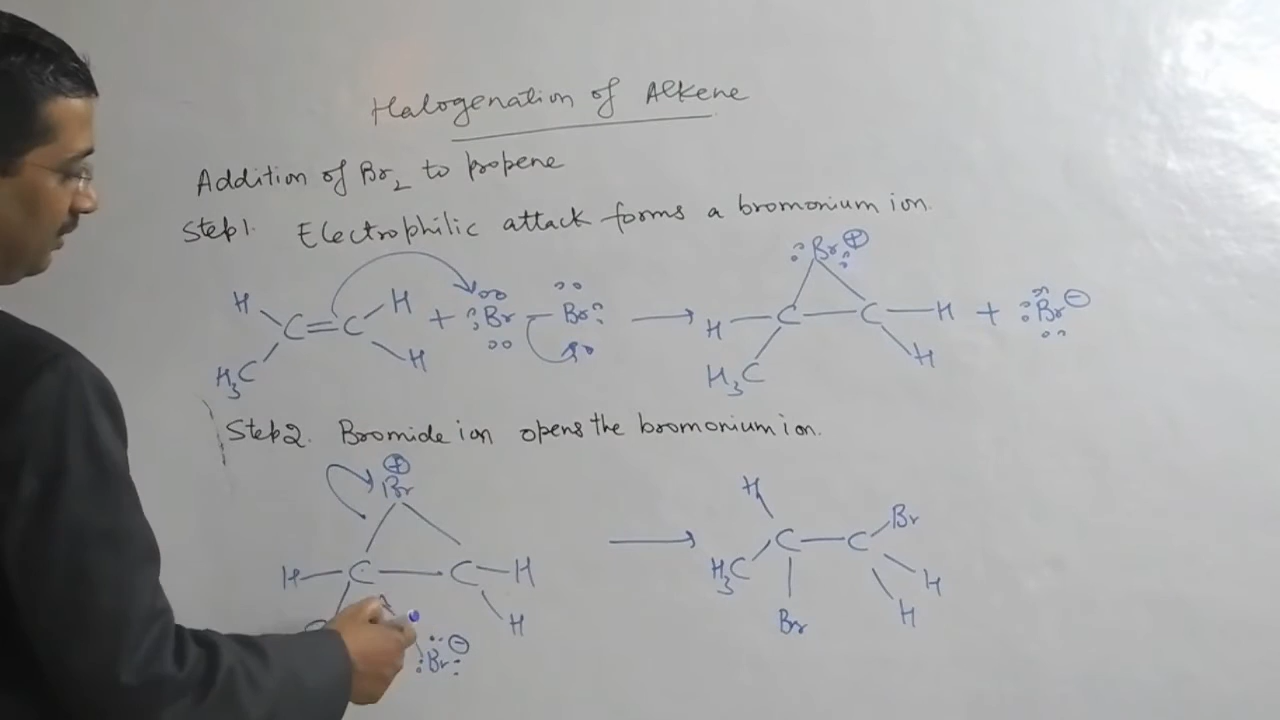 Halogenation of Alkene
Addition of Br2 to propene
Step1. Electrophilic attack forms a bromonium ion.
H H Br ⊕
C=C + Br — Br → H — C — C — H + Br ⊖
H3C H H3C H
Step2. Bromide ion opens the bromonium ion.
⊕
Br H Br
H — C — C — H → H3C C — C H
H Br H
Br ⊖